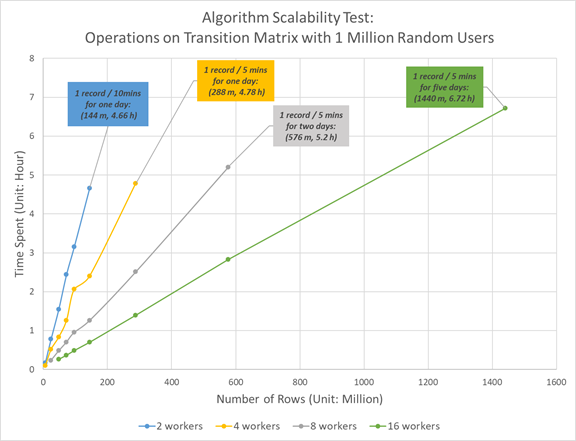 Algorithm Scalability Test:
Operations on Transition Matrix with 1 Million Random Users
8
7
6
5
4
3
2
1
0
Time Spent (Unit: Hour)
1 record / 10mins
for one day:
(144 m, 4.66 h)
1 record / 5 mins
for one day:
(288 m, 4.78 h)
1 record / 5 mins
for two days:
(576 m, 5.2 h)
1 record / 5 mins
for five days:
(1440 m, 6.72 h)
0 200 400 600 800 1000 1200 1400 1600
Number of Rows (Unit: Million)
2 workers 4 workers 8 workers 16 workers